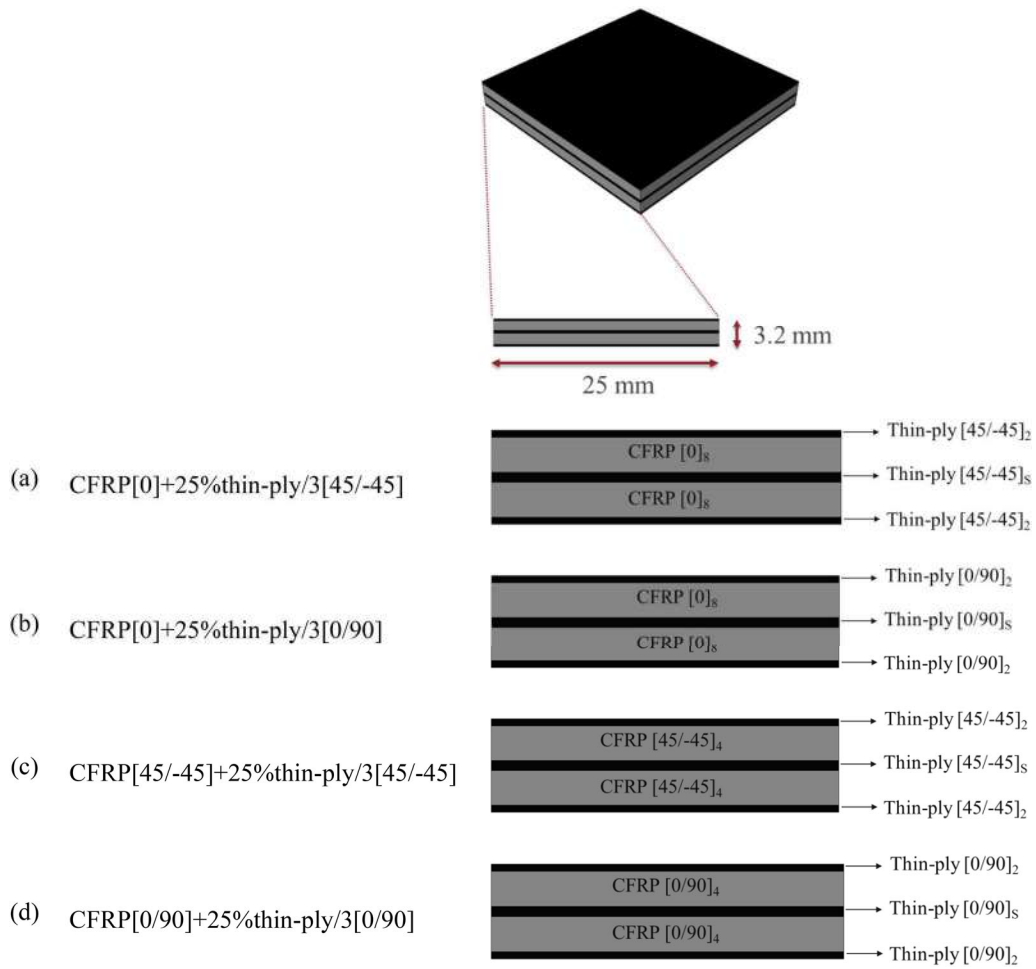 3.2 mm
25 mm
(a) CFRP[0]+25%thin-ply/3[45/-45]
Thin-ply [45/-45]₂
CFRP [0]₈
Thin-ply [45/-45]ₛ
CFRP [0]₈
Thin-ply [45/-45]₂
(b) CFRP[0]+25%thin-ply/3[0/90]
Thin-ply [0/90]₂
CFRP [0]₈
Thin-ply [0/90]ₛ
CFRP [0]₈
Thin-ply [0/90]₂
(c) CFRP[45/-45]+25%thin-ply/3[45/-45]
Thin-ply [45/-45]₂
CFRP [45/-45]₄
Thin-ply [45/-45]ₛ
CFRP [45/-45]₄
Thin-ply [45/-45]₂
(d) CFRP[0/90]+25%thin-ply/3[0/90]
Thin-ply [0/90]₂
CFRP [0/90]₄
Thin-ply [0/90]ₛ
CFRP [0/90]₄
Thin-ply [0/90]₂